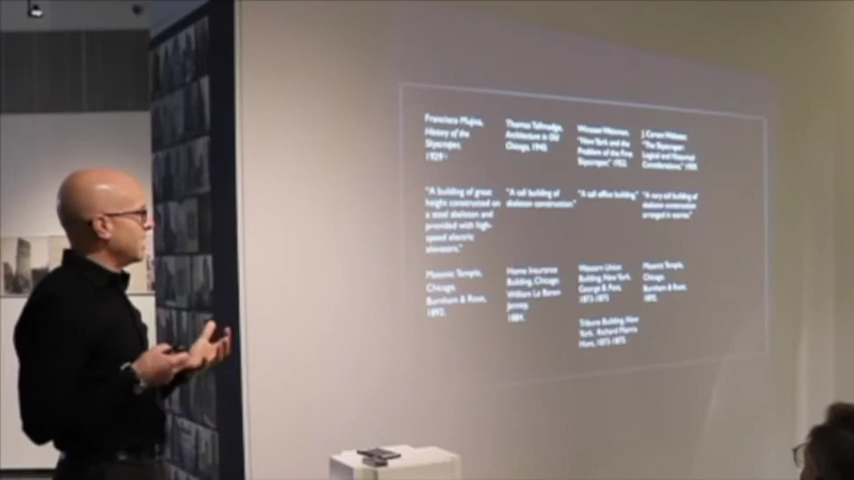 Francisco Mujica,
History of the
Skyscraper,
1929
Thomas Tallmadge,
Architecture in Old
Chicago, 1940.
Winston Weisman,
"New York and the
Problem of the First
Skyscraper," 1953.
J. Carson Webster,
"The Skyscraper:
Logical and Historical
Considerations," 1959.
"A building of great
height constructed on
a steel skeleton and
provided with high-
speed electric
elevators."
"A tall building of
skeleton construction."
"A tall office building"
"A very tall building of
skeleton construction
arranged in stories."
Masonic Temple,
Chicago.
Burnham & Root,
1892.
Home Insurance
Building, Chicago.
William Le Baron
Jenney,
1884.
Western Union
Building, New York.
George B. Post,
1873-1875
Tribune Building, New
York. Richard Morris
Hunt, 1873-1875
Masonic Temple,
Chicago.
Burnham & Root,
1892.